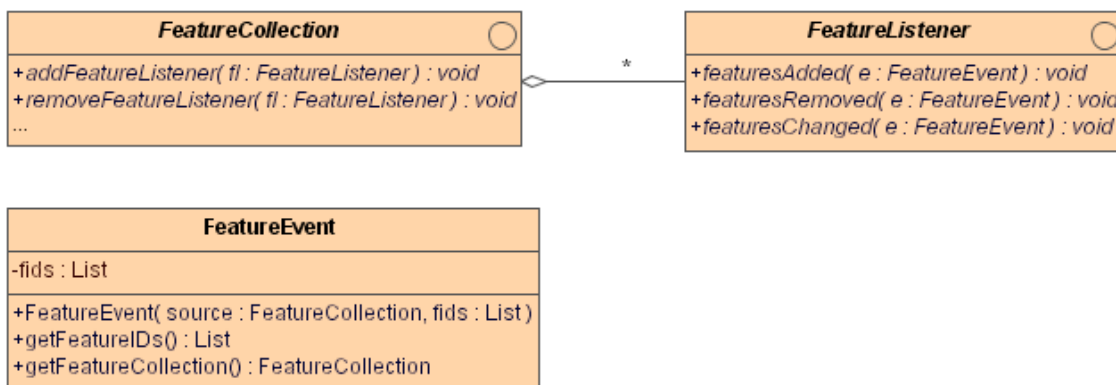 FeatureCollection
+addFeatureListener( fl : FeatureListener ) : void
+removeFeatureListener( fl : FeatureListener ) : void
...
*
FeatureListener
+featuresAdded( e : FeatureEvent ) : void
+featuresRemoved( e : FeatureEvent ) : void
+featuresChanged( e : FeatureEvent ) : void
FeatureEvent
-fids : List
+FeatureEvent( source : FeatureCollection, fids : List )
+getFeatureIDs() : List
+getFeatureCollection() : FeatureCollection